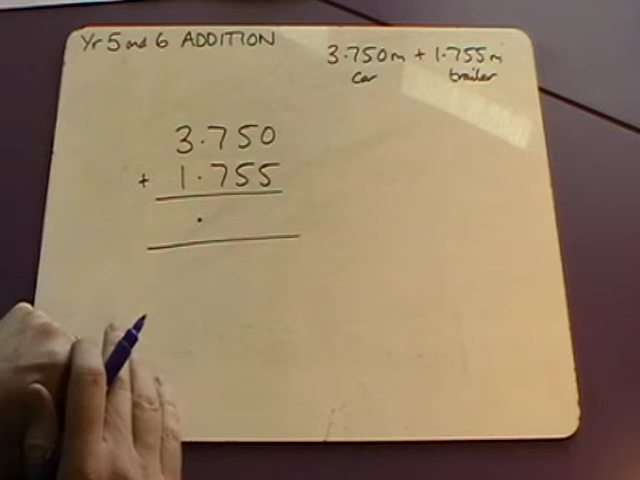 Yr 5 and 6 ADDITION
3.750m + 1.755m
car trailer
3.750
+ 1.755
.